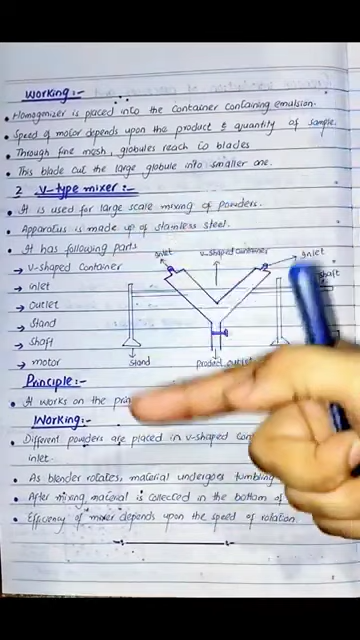 Working:-
• Homogenizer is placed into the container containing emulsion.
• Speed of motor depends upon the product & quantity of sample.
• Through fine mesh, globules reach to blades
• This blade cut the large globule into smaller one.
2 V-type mixer:-
• It is used for large scale mixing of powders.
• Apparatus is made up of stainless steel.
• It has following parts
→ V-shaped Container
→ inlet
→ outlet
→ Stand
→ Shaft
→ motor
Inlet
V-shaped container
Inlet
Shaft
Stand
product outlet
Principle:-
• It works on the
Working:-
• Different powders are placed in V-shaped
inlet
• As blender rotates, material undergoes tumbling
• After mixing material is collected in the bottom of
• Efficency of mixer depends upon the speed of rotation.